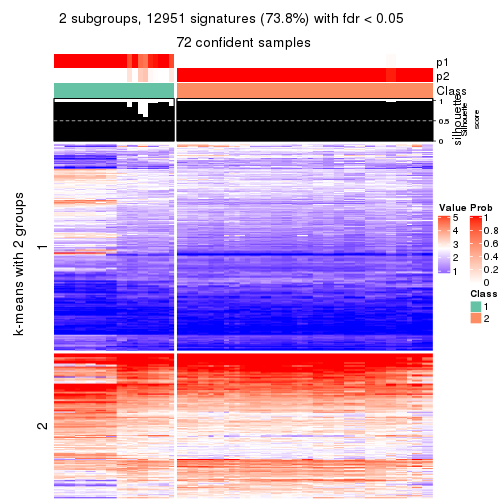 2 subgroups, 12951 signatures (73.8%) with fdr < 0.05
72 confident samples
p1
p2
Class
1
0.5
0
silhouette
Silhouette
score
k-means with 2 groups
1
2
Value
5
4
3
2
1
Prob
1
0.8
0.6
0.4
0.2
0
Class
1
2